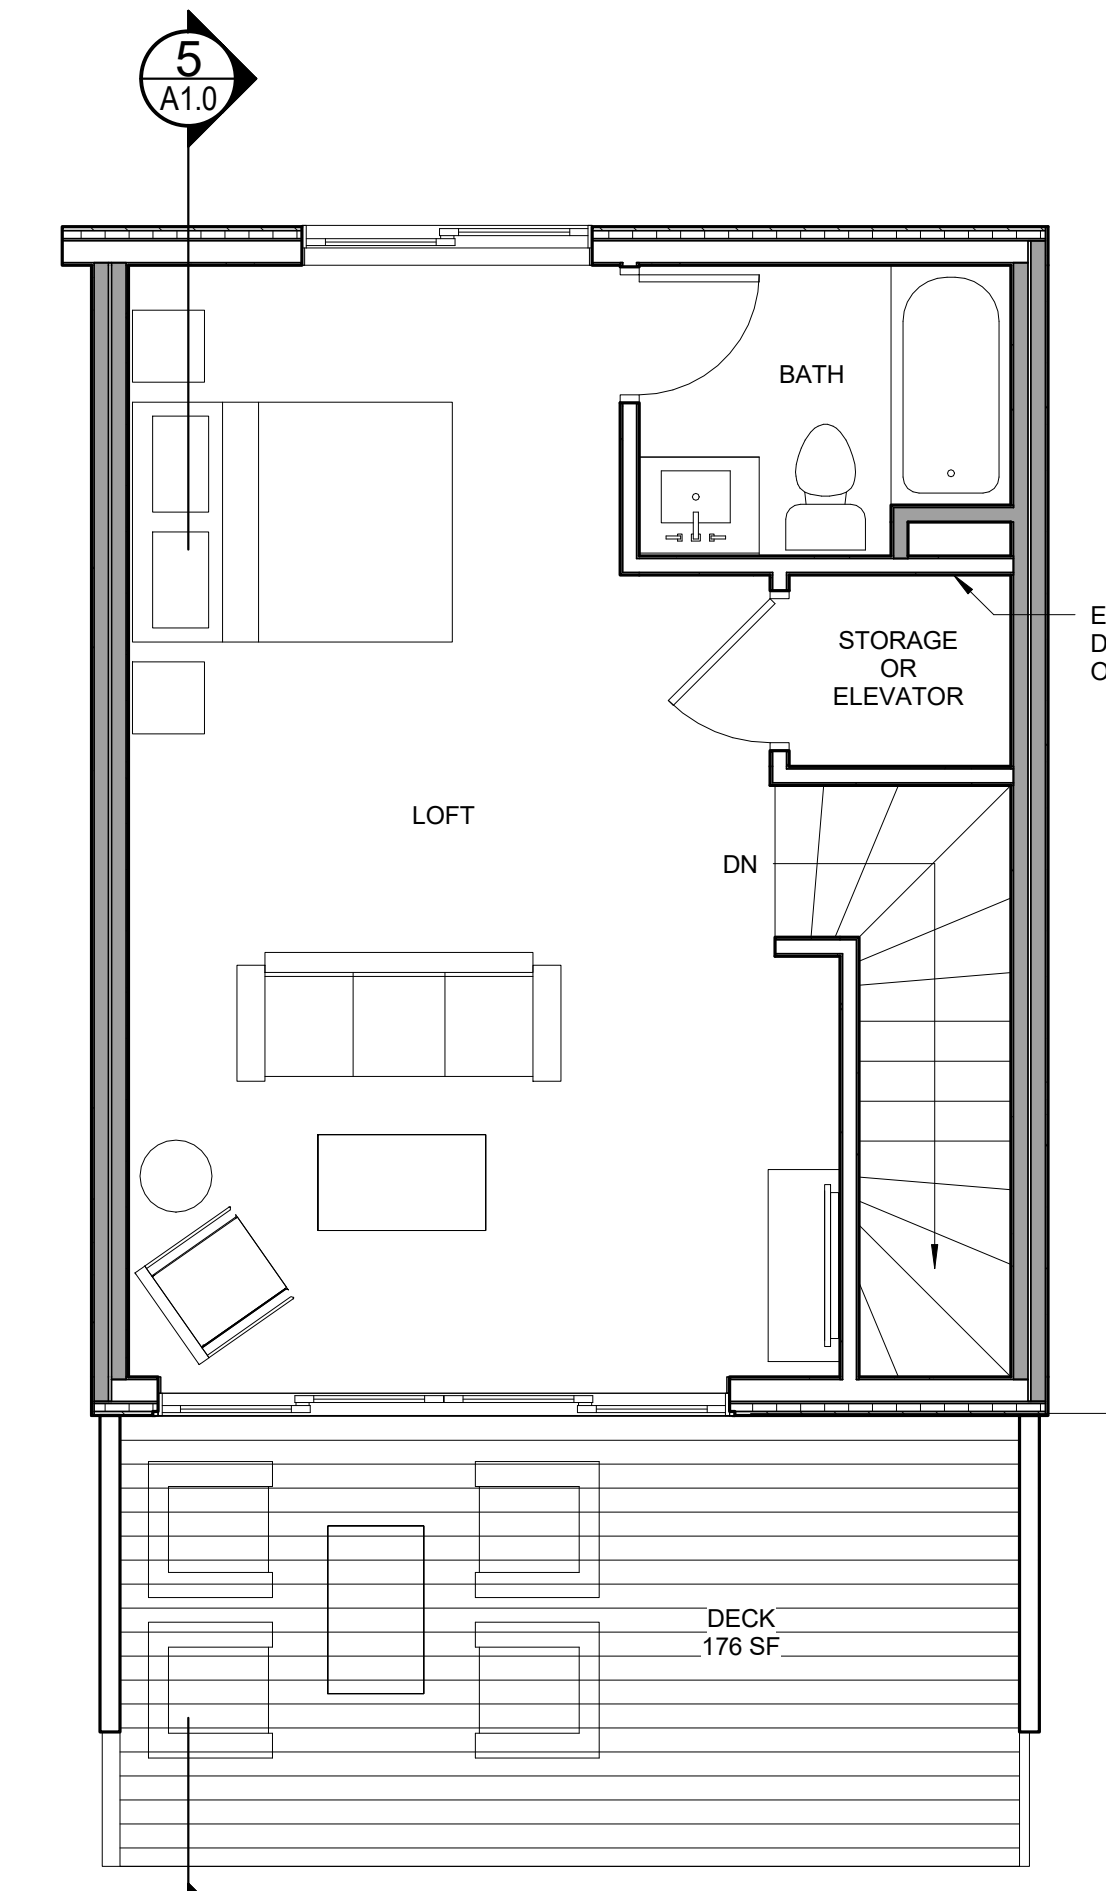 5
A1.0
BATH
E
D
O
STORAGE
OR
ELEVATOR
LOFT
DN
DECK
176 SF